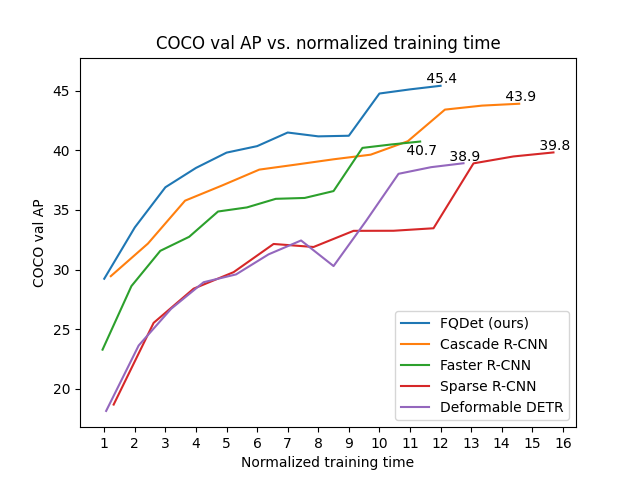 COCO val AP vs. normalized training time
COCO val AP
45
40
35
30
25
20
45.4
43.9
40.7
38.9
39.8
FQDet (ours)
Cascade R-CNN
Faster R-CNN
Sparse R-CNN
Deformable DETR
1 2 3 4 5 6 7 8 9 10 11 12 13 14 15 16
Normalized training time